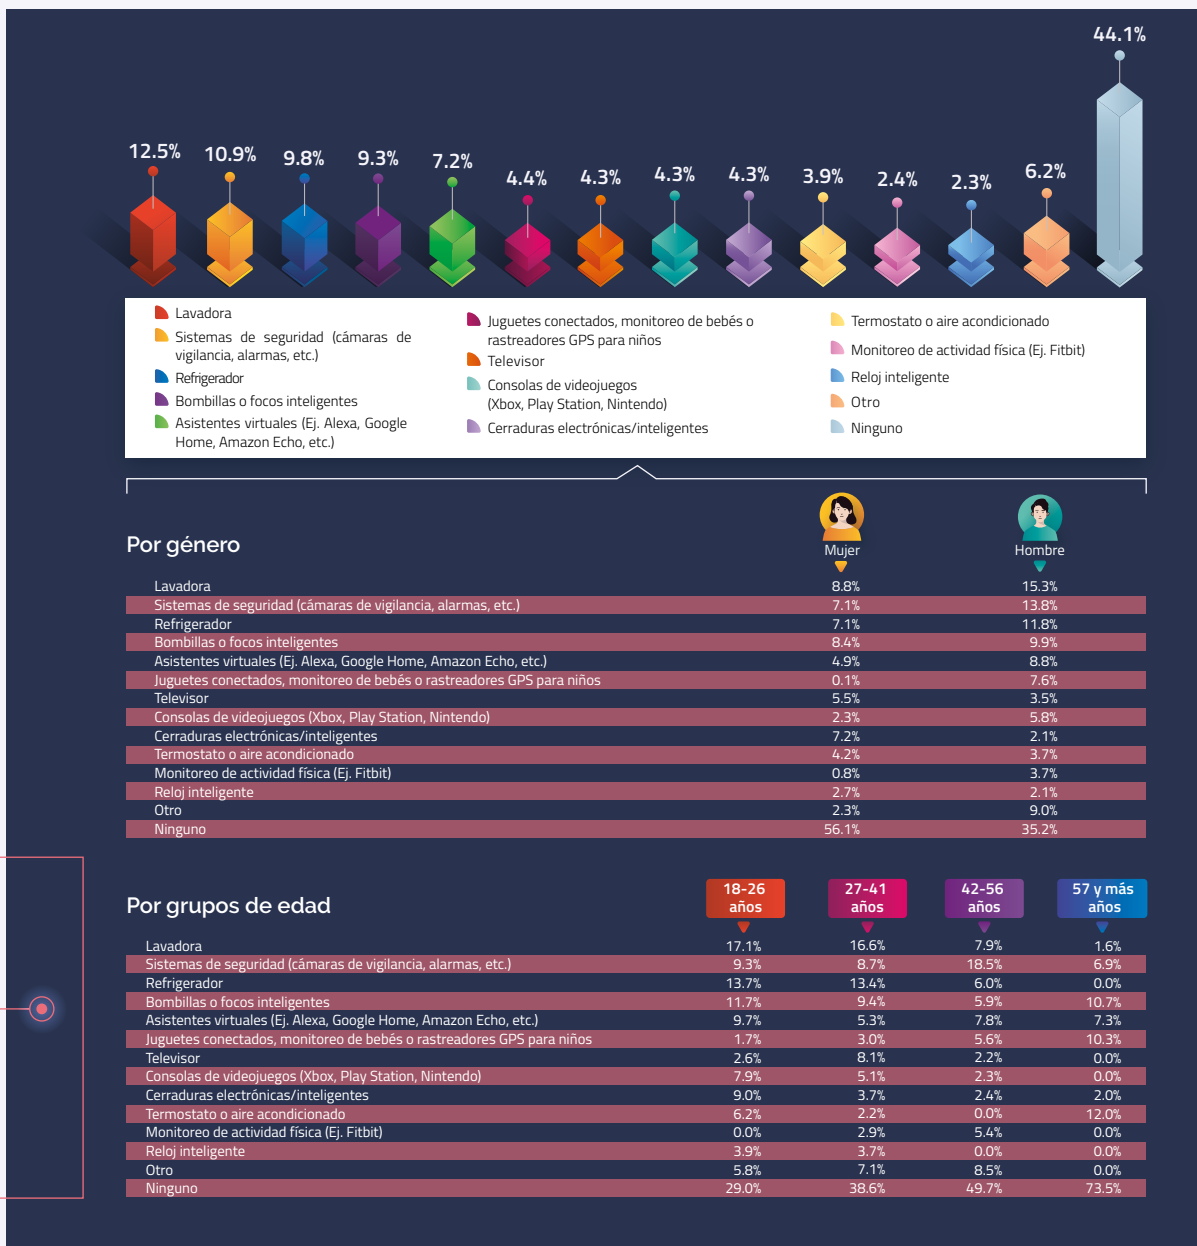 44.1%
12.5% 10.9% 9.8% 9.3% 7.2% 4.4% 4.3% 4.3% 4.3% 3.9% 2.4% 2.3% 6.2%
Lavadora
Sistemas de seguridad (cámaras de
vigilancia, alarmas, etc.)
Refrigerador
Bombillas o focos inteligentes
Asistentes virtuales (Ej. Alexa, Google
Home, Amazon Echo, etc.)
Juguetes conectados, monitoreo de bebés o
rastreadores GPS para niños
Televisor
Consolas de videojuegos
(Xbox, Play Station, Nintendo)
Cerraduras electrónicas/inteligentes
Termostato o aire acondicionado
Monitoreo de actividad física (Ej. Fitbit)
Reloj inteligente
Otro
Ninguno
Por género
Mujer Hombre
Lavadora 8.8% 15.3%
Sistemas de seguridad (cámaras de vigilancia, alarmas, etc.) 7.1% 13.8%
Refrigerador 7.1% 11.8%
Bombillas o focos inteligentes 8.4% 9.9%
Asistentes virtuales (Ej. Alexa, Google Home, Amazon Echo, etc.) 4.9% 8.8%
Juguetes conectados, monitoreo de bebés o rastreadores GPS para niños 0.1% 7.6%
Televisor 5.5% 3.5%
Consolas de videojuegos (Xbox, Play Station, Nintendo) 2.3% 5.8%
Cerraduras electrónicas/inteligentes 7.2% 2.1%
Termostato o aire acondicionado 4.2% 3.7%
Monitoreo de actividad física (Ej. Fitbit) 0.8% 3.7%
Reloj inteligente 2.7% 2.1%
Otro 2.3% 9.0%
Ninguno 56.1% 35.2%
Por grupos de edad
18-26 27-41 42-56 57 y más
años años años años
Lavadora 17.1% 16.6% 7.9% 1.6%
Sistemas de seguridad (cámaras de vigilancia, alarmas, etc.) 9.3% 8.7% 18.5% 6.9%
Refrigerador 13.7% 13.4% 6.0% 0.0%
Bombillas o focos inteligentes 11.7% 9.4% 5.9% 10.7%
Asistentes virtuales (Ej. Alexa, Google Home, Amazon Echo, etc.) 9.7% 5.3% 7.8% 7.3%
Juguetes conectados, monitoreo de bebés o rastreadores GPS para niños 1.7% 3.0% 5.6% 10.3%
Televisor 2.6% 8.1% 2.2% 0.0%
Consolas de videojuegos (Xbox, Play Station, Nintendo) 7.9% 5.1% 2.3% 0.0%
Cerraduras electrónicas/inteligentes 9.0% 3.7% 2.4% 2.0%
Termostato o aire acondicionado 6.2% 2.2% 0.0% 12.0%
Monitoreo de actividad física (Ej. Fitbit) 0.0% 2.9% 5.4% 0.0%
Reloj inteligente 3.9% 3.7% 0.0% 0.0%
Otro 5.8% 7.1% 8.5% 0.0%
Ninguno 29.0% 38.6% 49.7% 73.5%